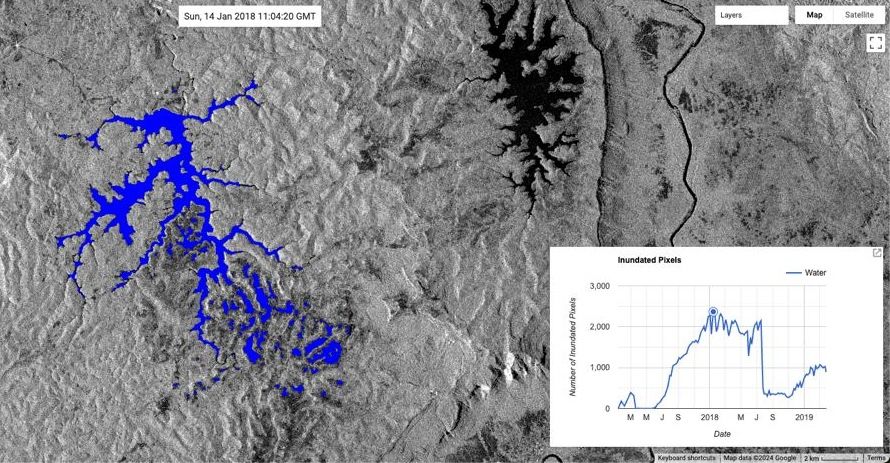 Sun, 14 Jan 2018 11:04:20 GMT
Layers
Map
Satellite
Inundated Pixels
Water
Number of Inundated Pixels
3,000
2,000
1,000
0
M M J S 2018 M J S 2019
Date
Keyboard shortcuts
Map data ©2024 Google
2 km
Terms